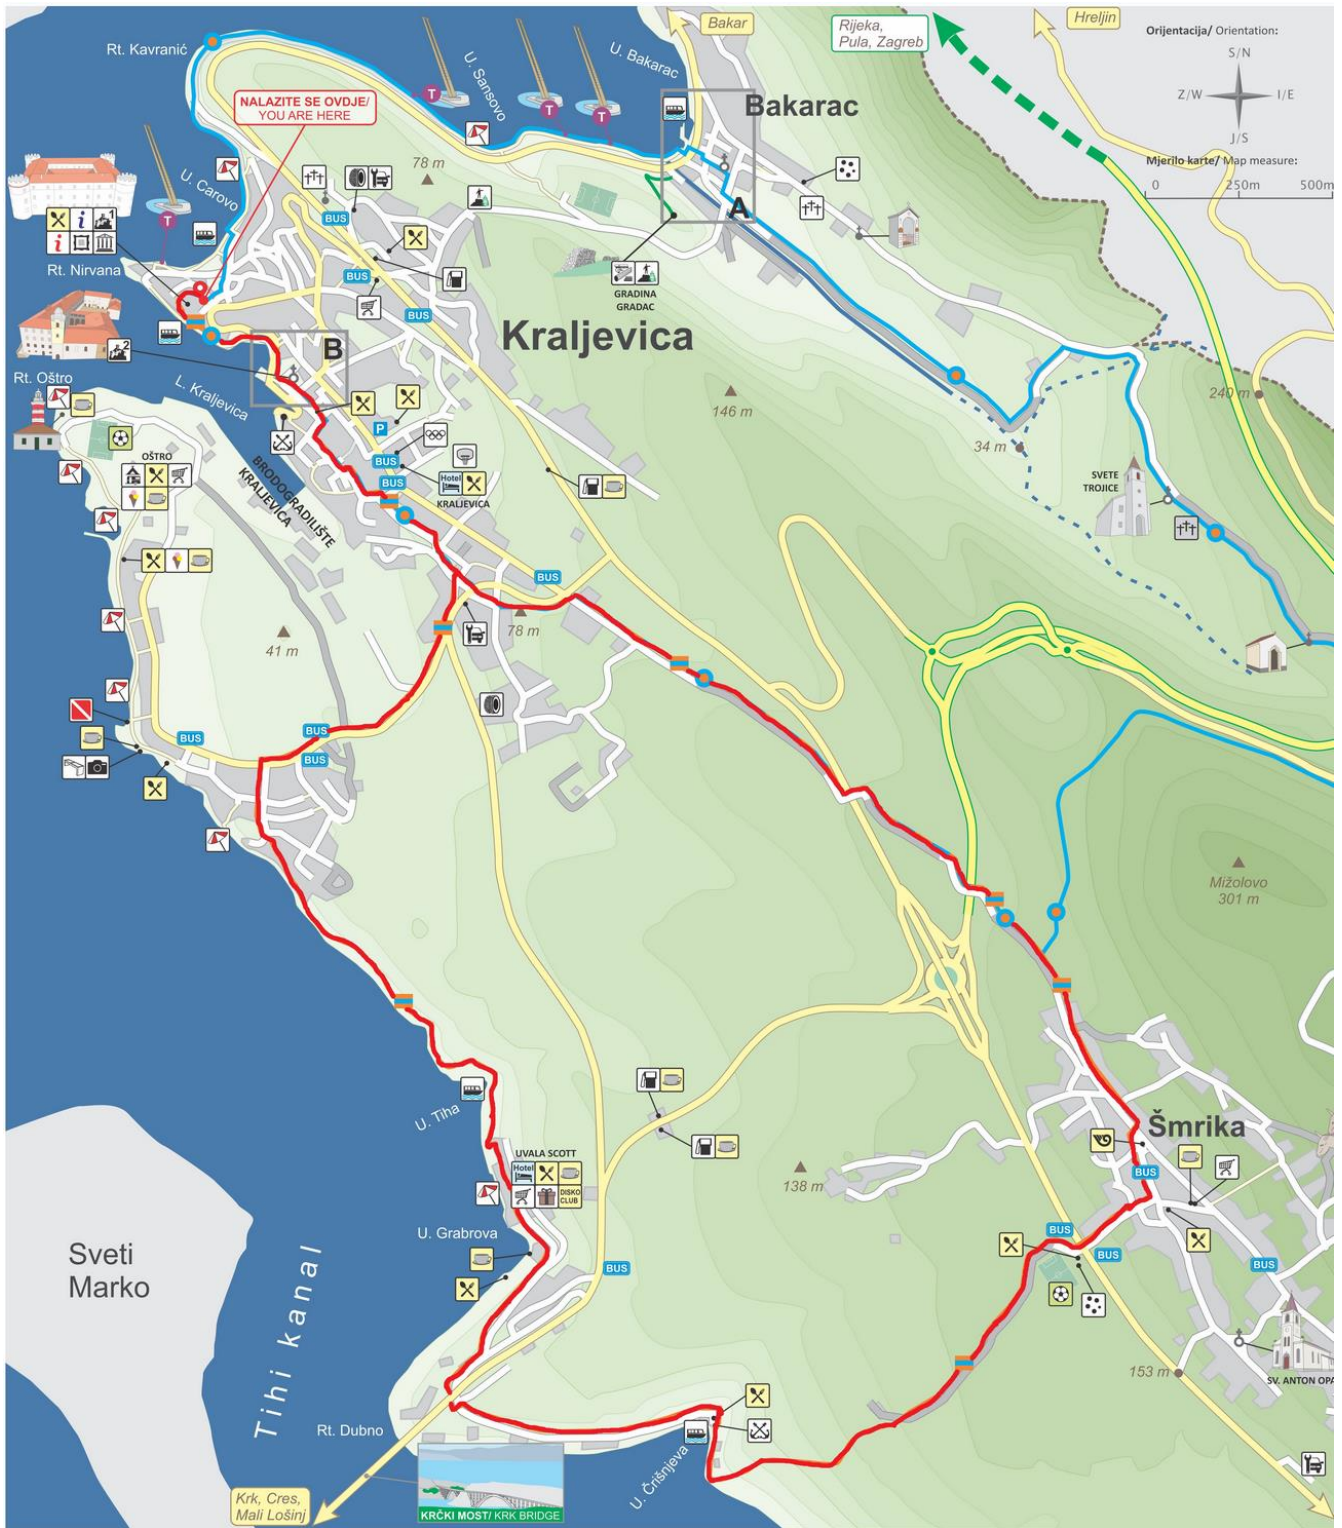 Rt. Kavranić
U. Sansovo
U. Bakarac
Bakar
Rijeka,
Pula, Zagreb
Hreljin
Orijentacija/ Orientation:
S/N
Z/W
I/E
J/S
Mjerilo karte/ Map measure:
0
250m
500m
NALAZITE SE OVDJE/
YOU ARE HERE
T
T
T
T
Bakarac
A
78 m
U. Carovo
BUS
BUS
BUS
1
i
i
Rt. Nirvana
GRADINA
GRADAC
Kraljevica
B
2
Rt. Oštro
L. Kraljevica
146 m
240 m
34 m
P
BUS
BUS
Hotel
KRALJEVICA
OŠTRO
BRODOGRADILIŠTE
KRALJEVICA
SVETE
TROJICE
BUS
78 m
41 m
BUS
BUS
BUS
Mižolovo
301 m
U. Tiha
UVALA SCOTT
Hotel
DISKO
CLUB
U. Grabrova
BUS
138 m
Šmrika
BUS
BUS
BUS
BUS
Sveti
Marko
Tihi kanal
153 m
SV. ANTON OPA
Rt. Dubno
U. Črišnjeva
Krk, Cres,
Mali Lošinj
KRČKI MOST/ KRK BRIDGE